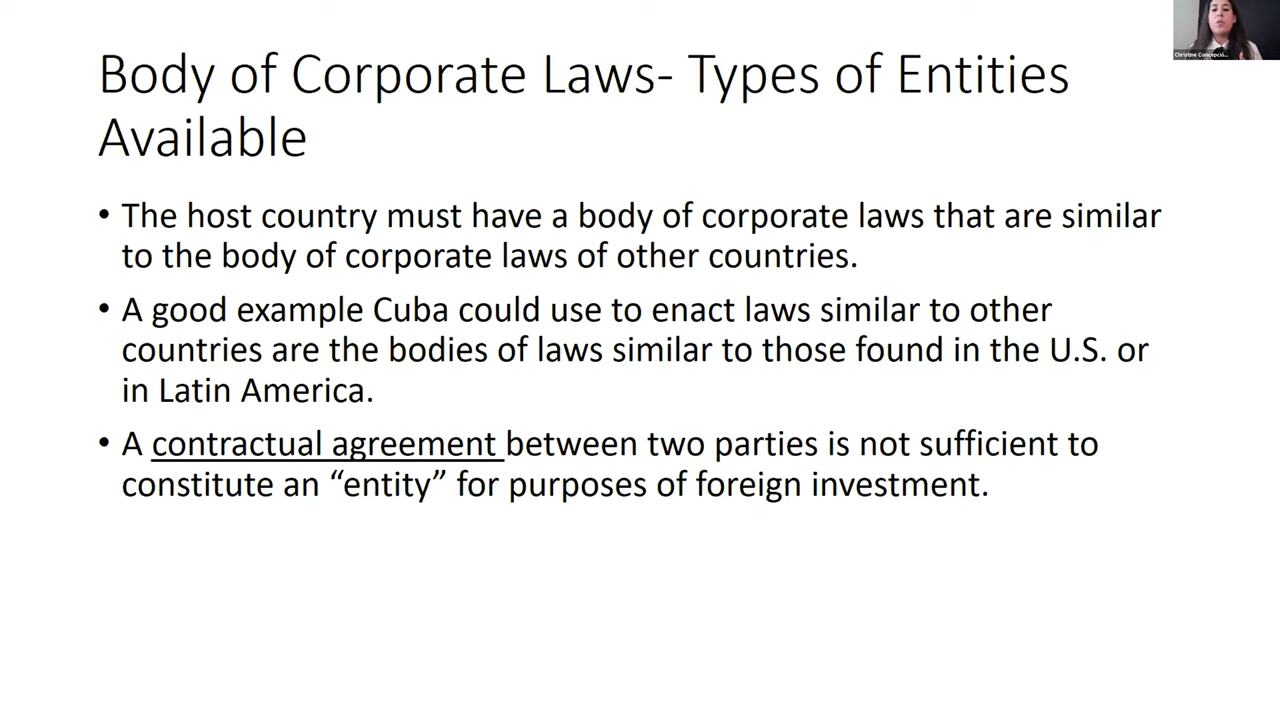 Christine Concepció...
Body of Corporate Laws- Types of Entities
Available
• The host country must have a body of corporate laws that are similar
to the body of corporate laws of other countries.
• A good example Cuba could use to enact laws similar to other
countries are the bodies of laws similar to those found in the U.S. or
in Latin America.
• A contractual agreement between two parties is not sufficient to
constitute an “entity” for purposes of foreign investment.